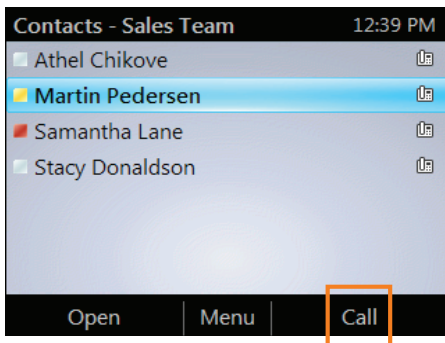 Contacts - Sales Team 12:39 PM
Athel Chikove
Martin Pedersen
Samantha Lane
Stacy Donaldson
Open Menu Call